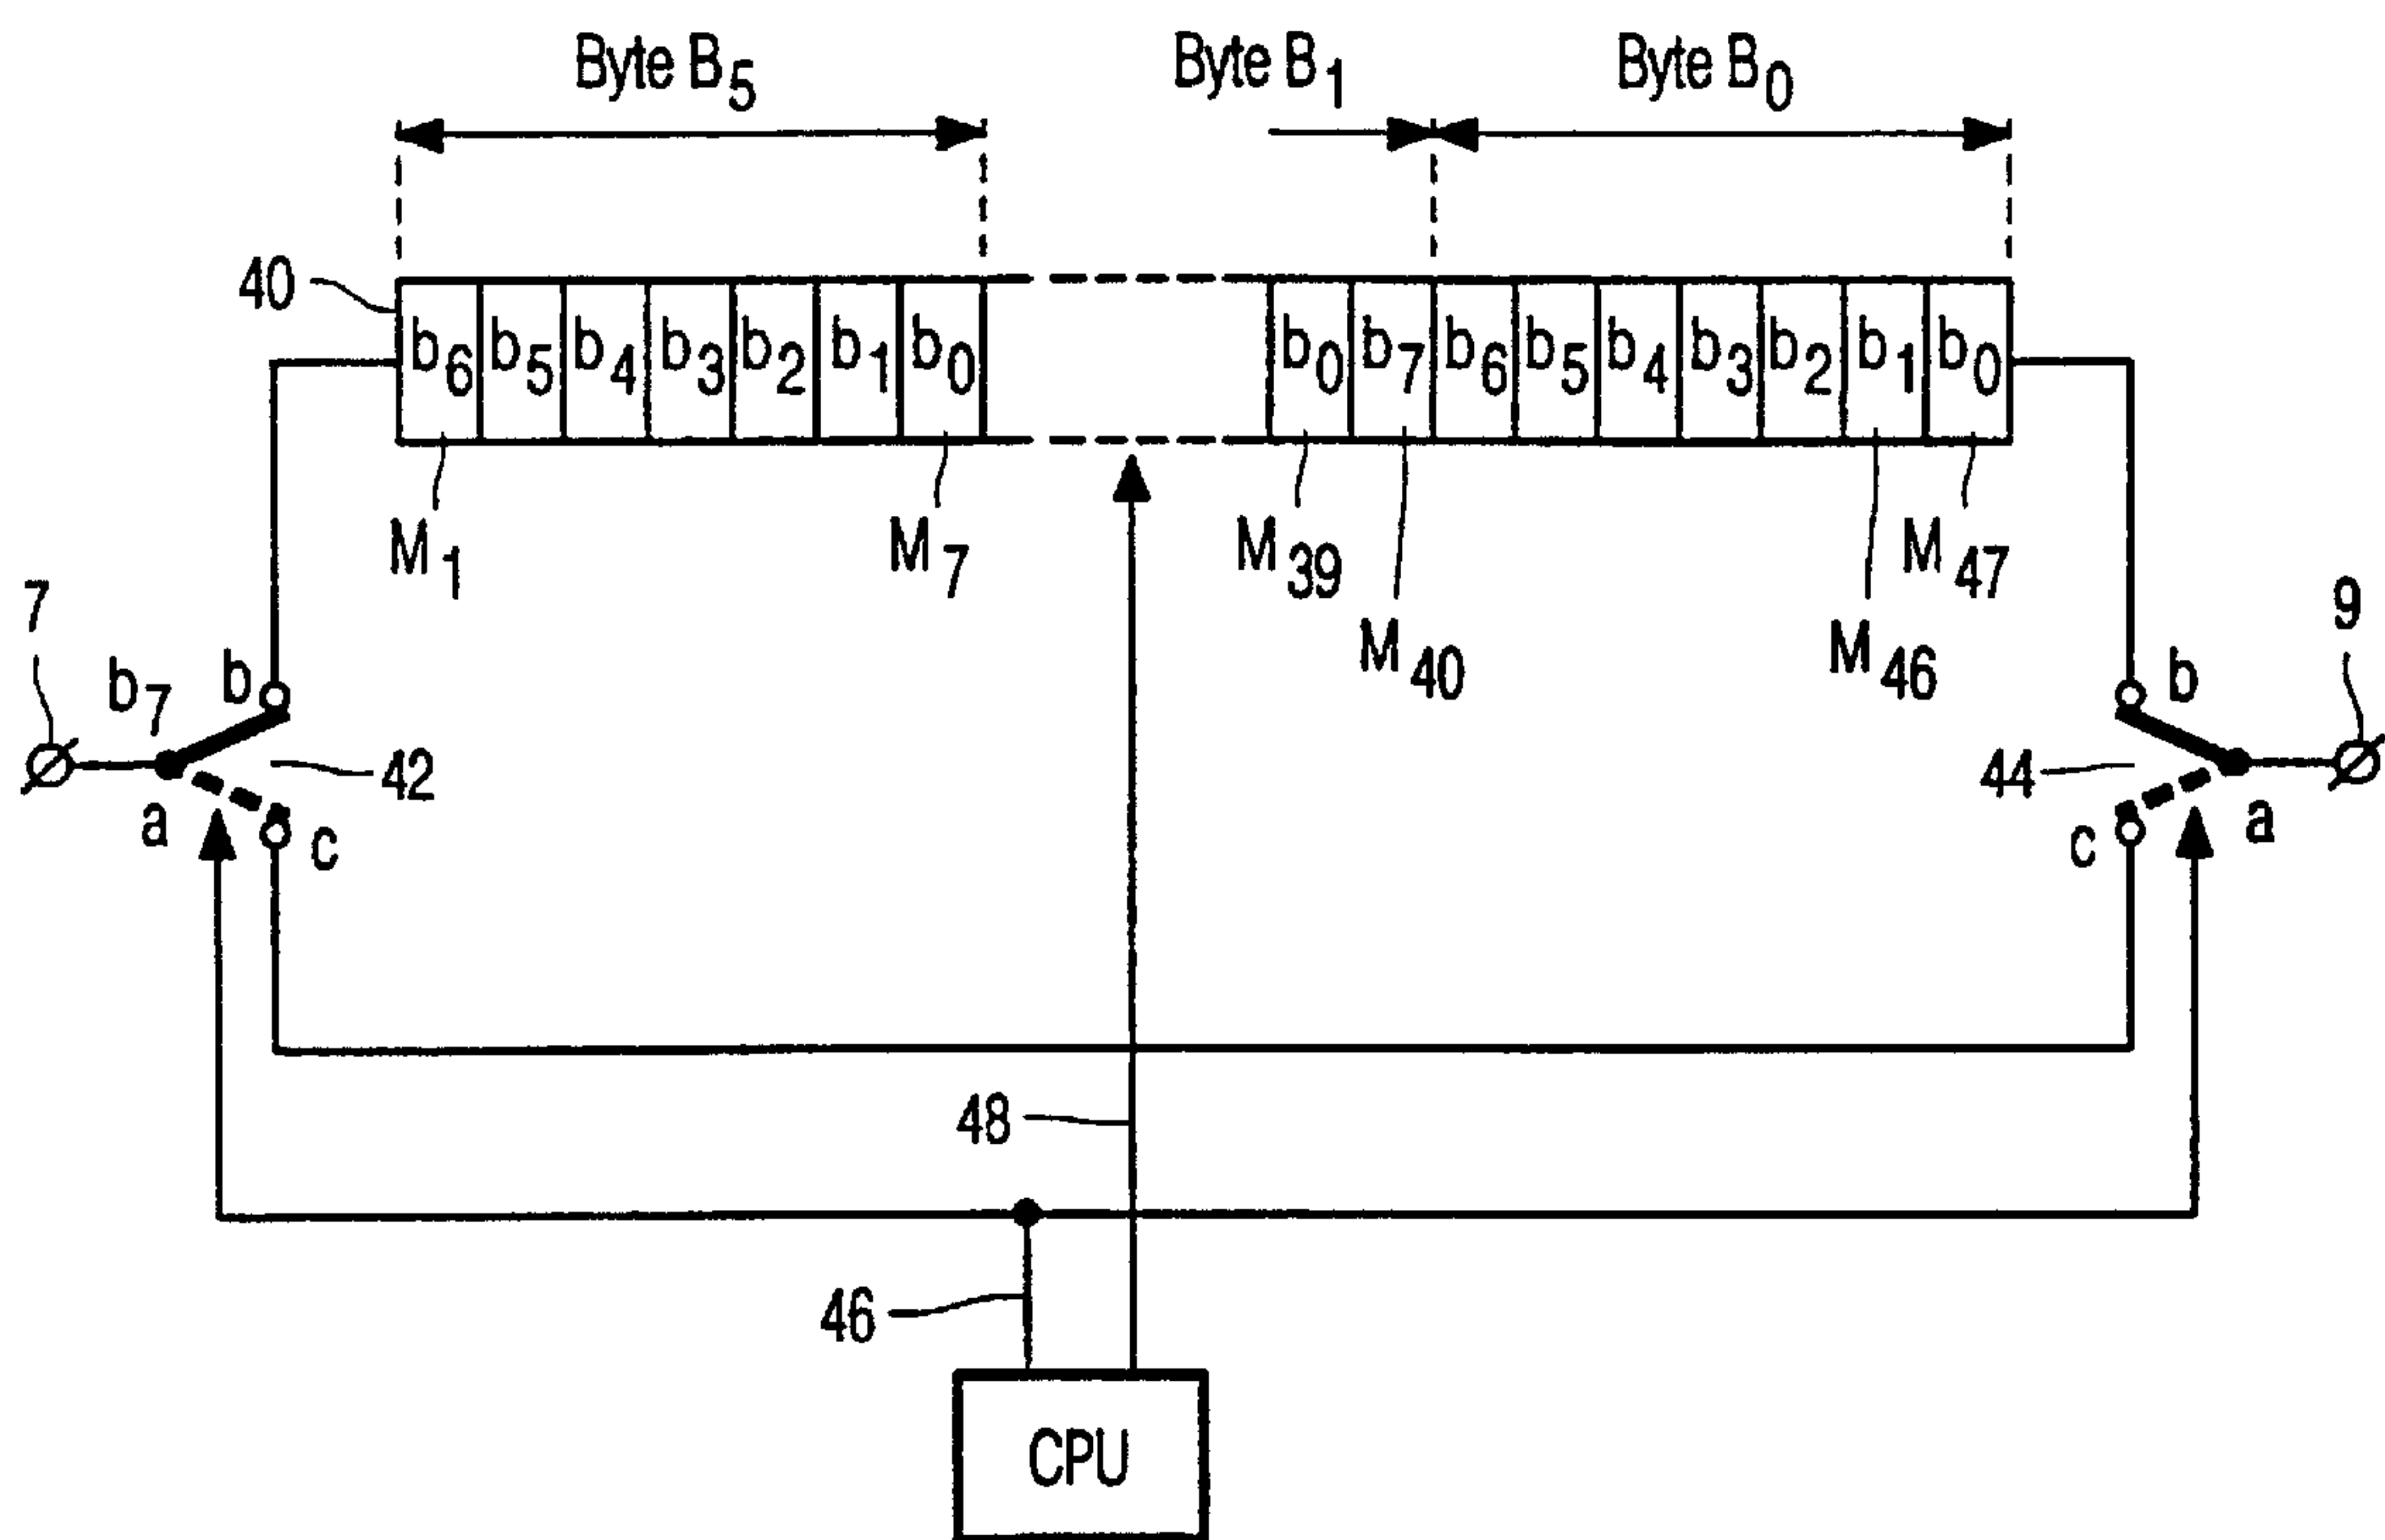 Byte B5 Byte B1 Byte B0
40
b6 b5 b4 b3 b2 b1 b0 b0 b7 b6 b5 b4 b3 b2 b1 b0
M1 M7 M39 M47
M40 M46
7 9
b7 b b
42 44
a c c a
48
46
CPU